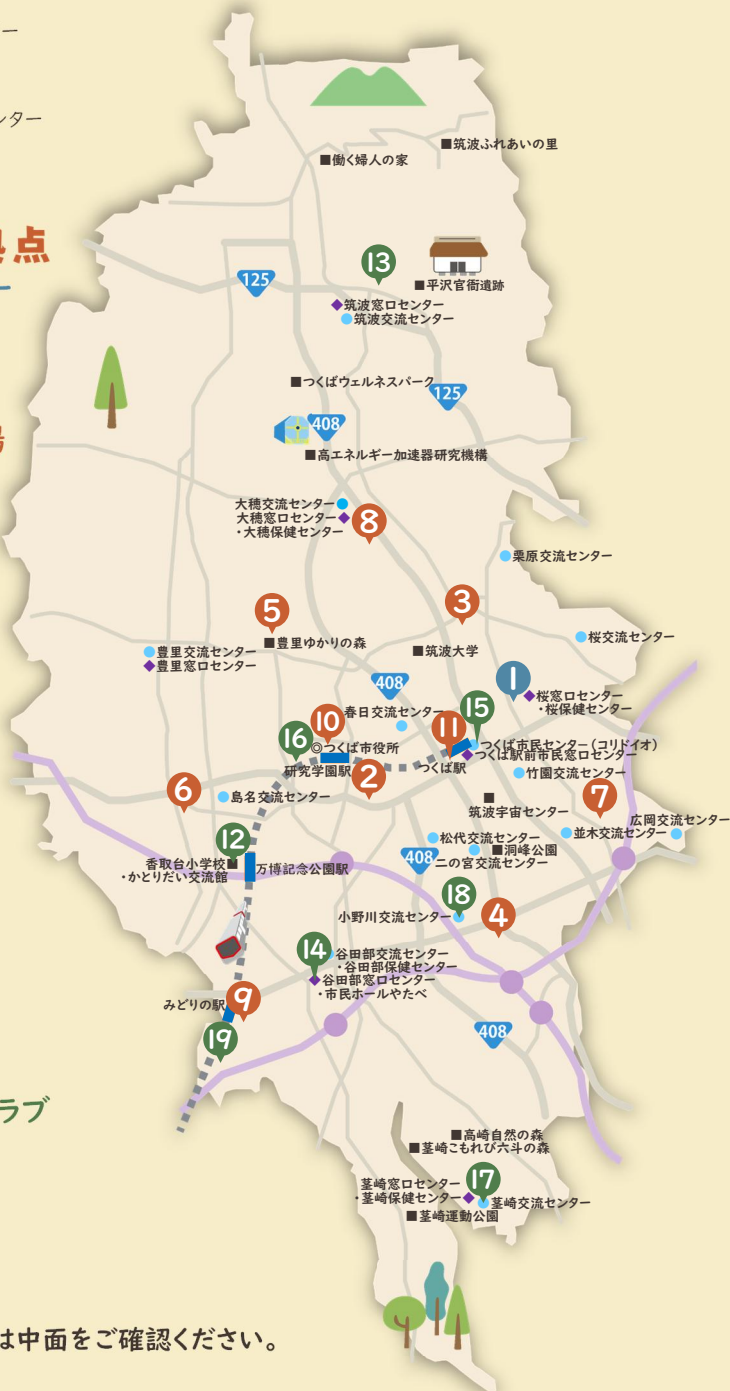 ー
ンター
■筑波ふれあいの里
■働く婦人の家
点
ー
13
125
■平沢官衙遺跡
◆筑波窓口センター
●筑波交流センター
■つくばウェルネスパーク
125
408
■高エネルギー加速器研究機構
大穂交流センター●
大穂窓口センター◆
・大穂保健センター
8
●栗原交流センター
3
5
■豊里ゆかりの森
●桜交流センター
●豊里交流センター
◆豊里窓口センター
■筑波大学
408
1
◆桜窓口センター
・桜保健センター
15
春日交流センター
10
11
16
◎つくば市役所
つくば市民センター(コリドイオ)
つくば駅前市民窓口センター
研究学園駅
つくば駅
2
●竹園交流センター
6
●島名交流センター
7
■
筑波宇宙センター
広岡交流センター
●並木交流センター
12
●松代交流センター
■洞峰公園
408
二の宮交流センター
香取台小学校■
・かとりだい交流館
万博記念公園駅
18
小野川交流センター●
4
14
谷田部交流センター
・谷田部保健センター
◆谷田部窓口センター
・市民ホールやたべ
みどりの駅
9
19
408
ラブ
■高崎自然の森
■茎崎こもれび六斗の森
17
茎崎窓口センター
・茎崎保健センター◆
●茎崎交流センター
■茎崎運動公園
は中面をご確認ください。